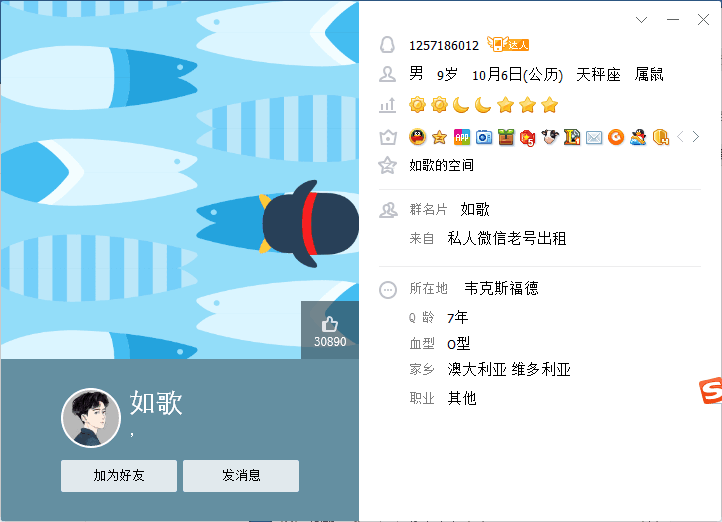 1257186012 达人
男 9岁 10月6日(公历) 天秤座 属鼠
APP 5
如歌的空间
群名片 如歌
来自 私人微信老号出租
所在地 韦克斯福德
Q 龄 7年
血型 O型
家乡 澳大利亚 维多利亚
职业 其他
30890
如歌
,
加为好友 发消息